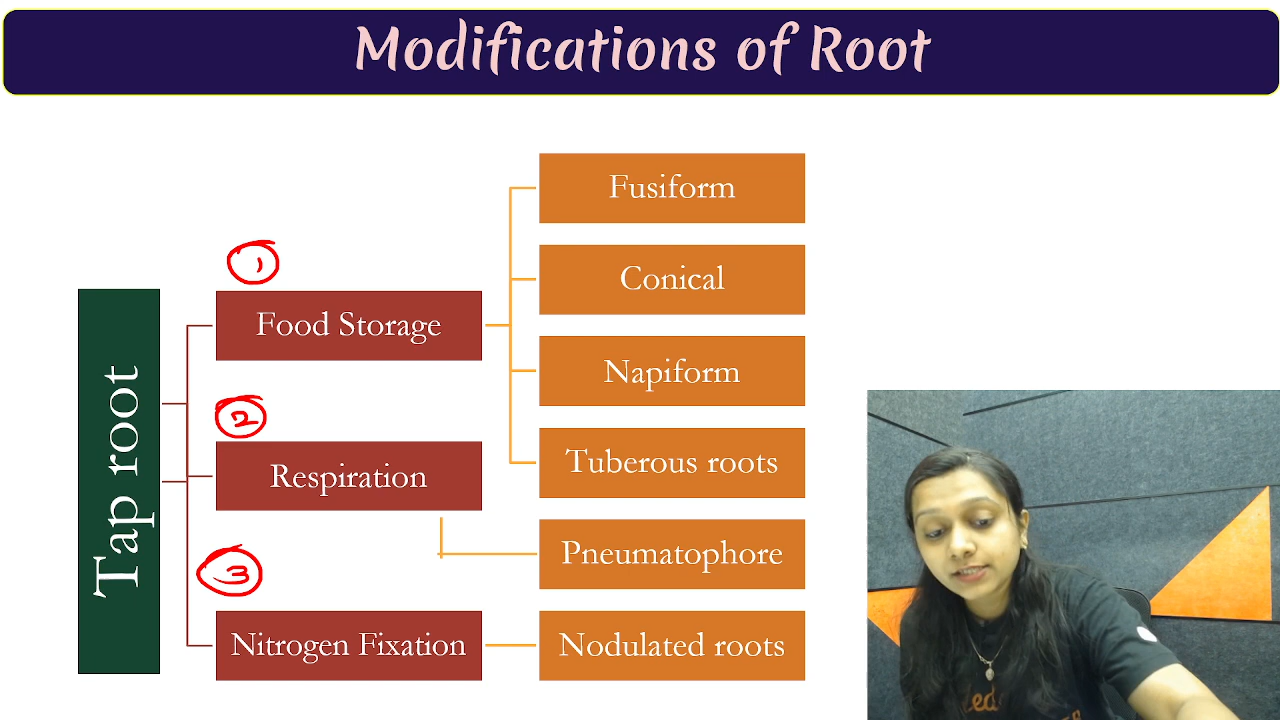 Modifications of Root
Tap root
1
Food Storage
2
Respiration
3
Nitrogen Fixation
Fusiform
Conical
Napiform
Tuberous roots
Pneumatophore
Nodulated roots